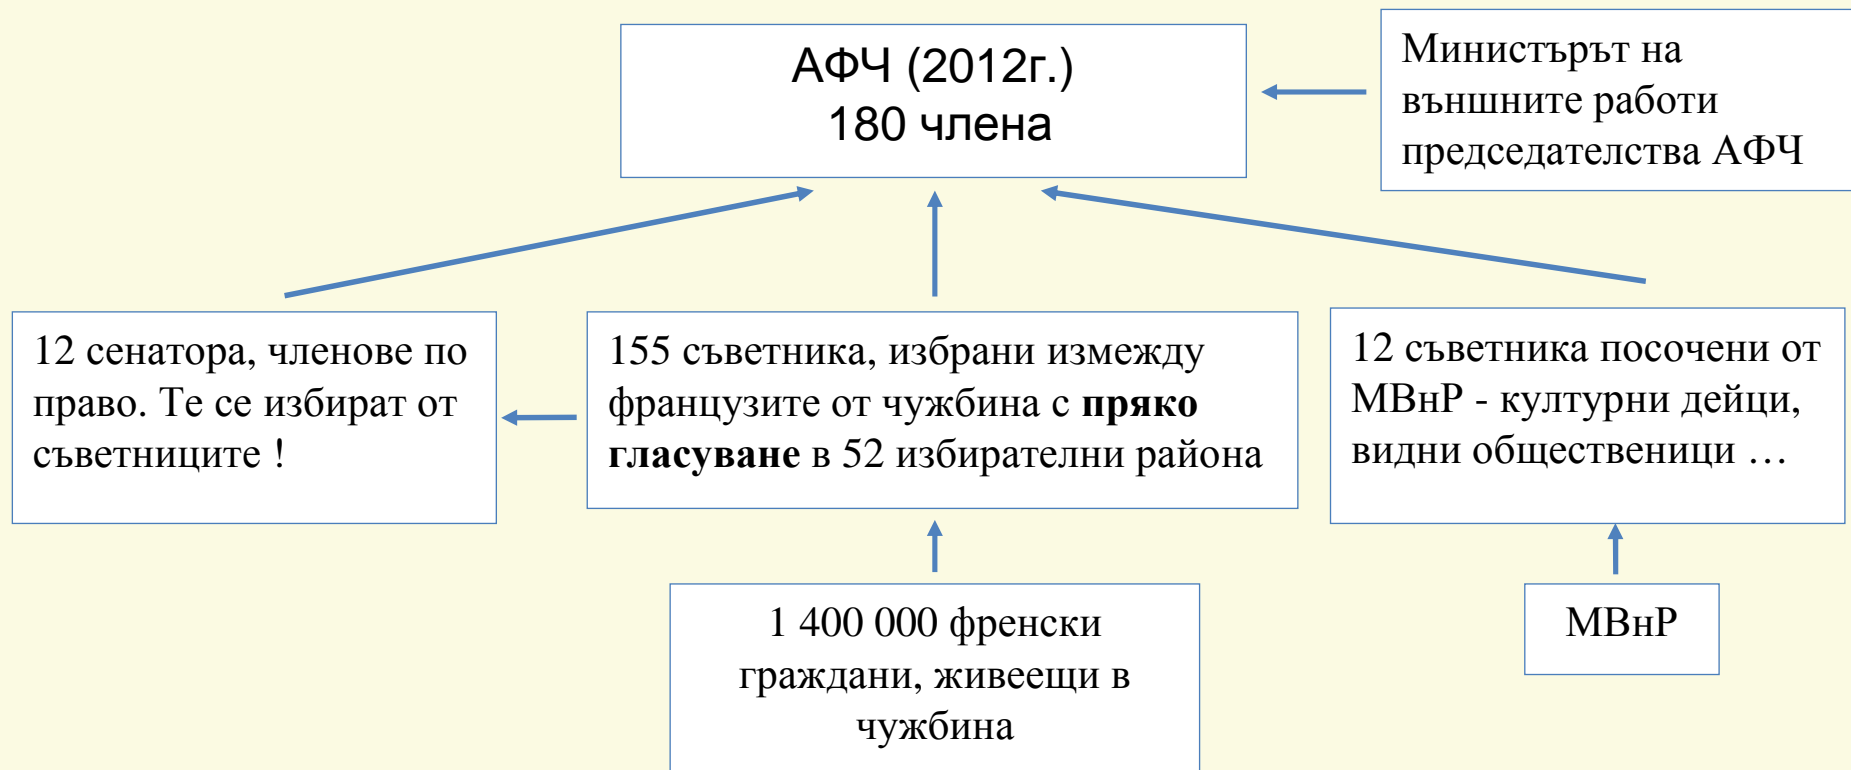 АФЧ (2012г.)
180 члена
Министърът на
външните работи
председателства АФЧ
12 сенатора, членове по
право. Те се избират от
съветниците !
155 съветника, избрани измежду
французите от чужбина с пряко
гласуване в 52 избирателни района
12 съветника посочени от
МВнР - културни дейци,
видни общественици …
1 400 000 френски
граждани, живеещи в
чужбина
МВнР